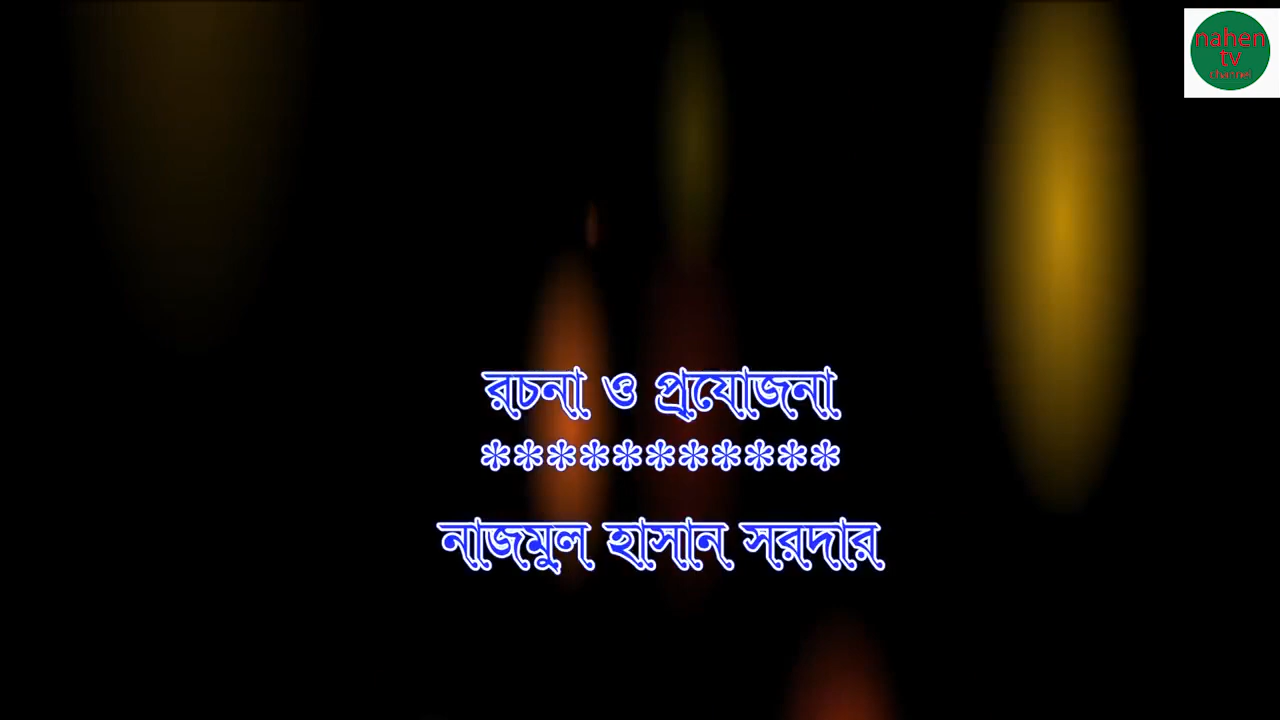 nahen
tv
channel
রচনা ও প্রযোজনা
***********
নাজমুল হাসান সরদার